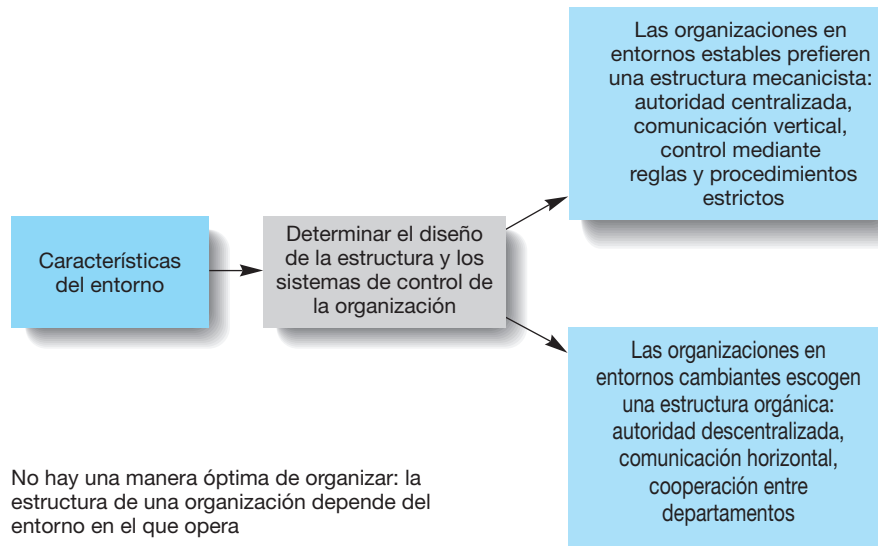 Características
del entorno
Determinar el diseño
de la estructura y los
sistemas de control de
la organización
Las organizaciones en
entornos estables prefieren
una estructura mecanicista:
autoridad centralizada,
comunicación vertical,
control mediante
reglas y procedimientos
estrictos
Las organizaciones en
entornos cambiantes escogen
una estructura orgánica:
autoridad descentralizada,
comunicación horizontal,
cooperación entre
departamentos
No hay una manera óptima de organizar: la
estructura de una organización depende del
entorno en el que opera